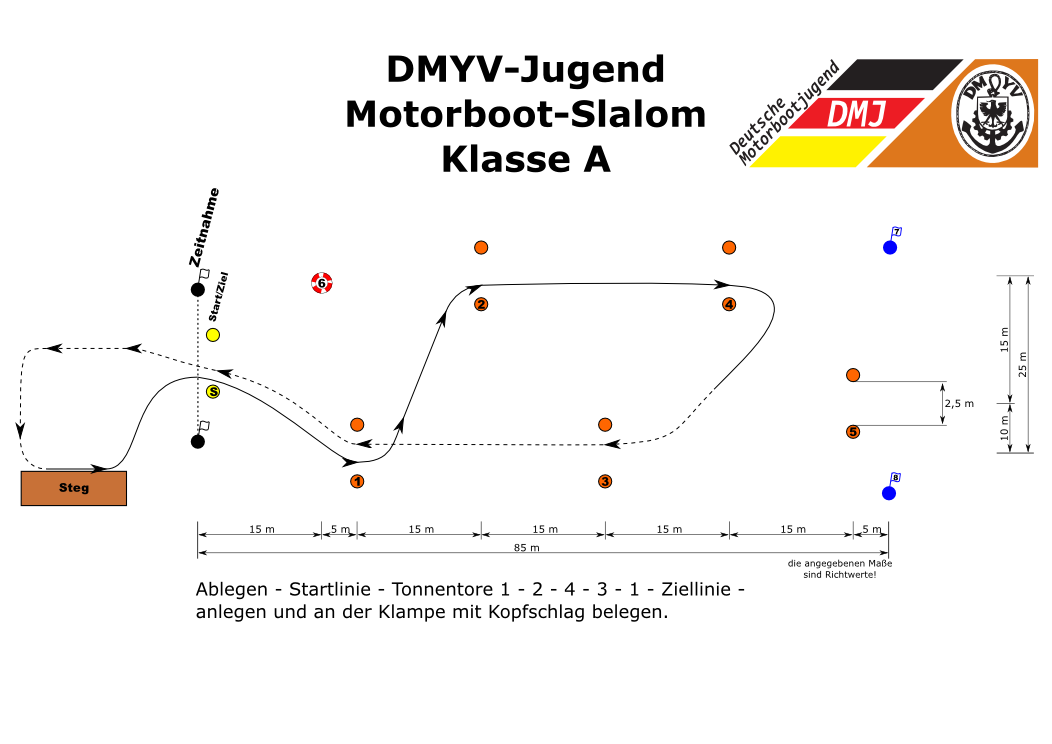 DMYV-Jugend
Motorboot-Slalom
Klasse A
Deutsche
Motorbootjugend
DMJ
DMYV
Zeitnahme
Start/Ziel
6
2
4
7
S
1
3
5
8
Steg
15 m
25 m
10 m
2,5 m
15 m
5 m
15 m
15 m
15 m
15 m
5 m
85 m
die angegebenen Maße
sind Richtwerte!
Ablegen - Startlinie - Tonnentore 1 - 2 - 4 - 3 - 1 - Ziellinie -
anlegen und an der Klampe mit Kopfschlag belegen.